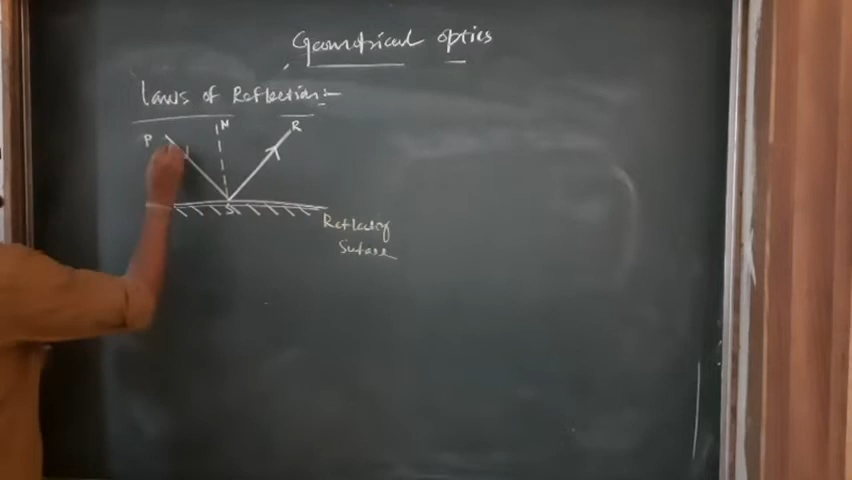 Geometrical optics
Laws of Reflection:-
P N R
S
Reflecting
Surface